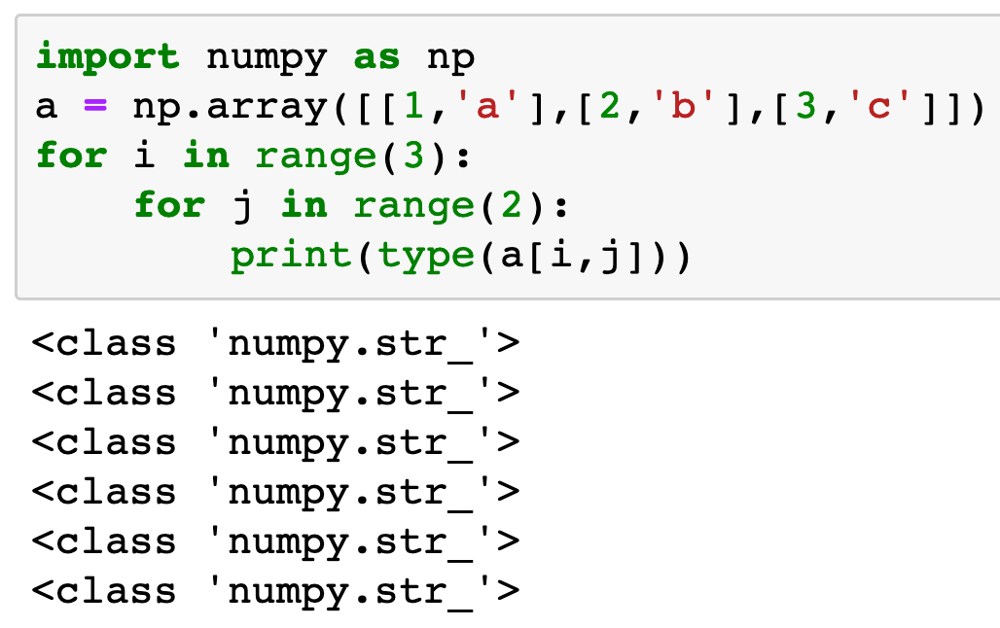 import numpy as np
a = np.array([[1,'a'],[2,'b'],[3,'c']])
for i in range(3):
    for j in range(2):
        print(type(a[i,j]))
<class 'numpy.str_'>
<class 'numpy.str_'>
<class 'numpy.str_'>
<class 'numpy.str_'>
<class 'numpy.str_'>
<class 'numpy.str_'>